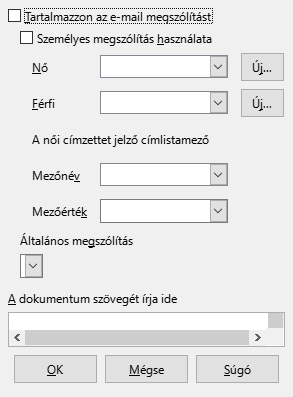 Tartalmazzon az e-mail megszólítást
Személyes megszólítás használata
Nő Új...
Férfi Új...
A női címzettet jelző címlistamező
Mezőnév
Mezőérték
Általános megszólítás
A dokumentum szövegét írja ide
OK Mégse Súgó